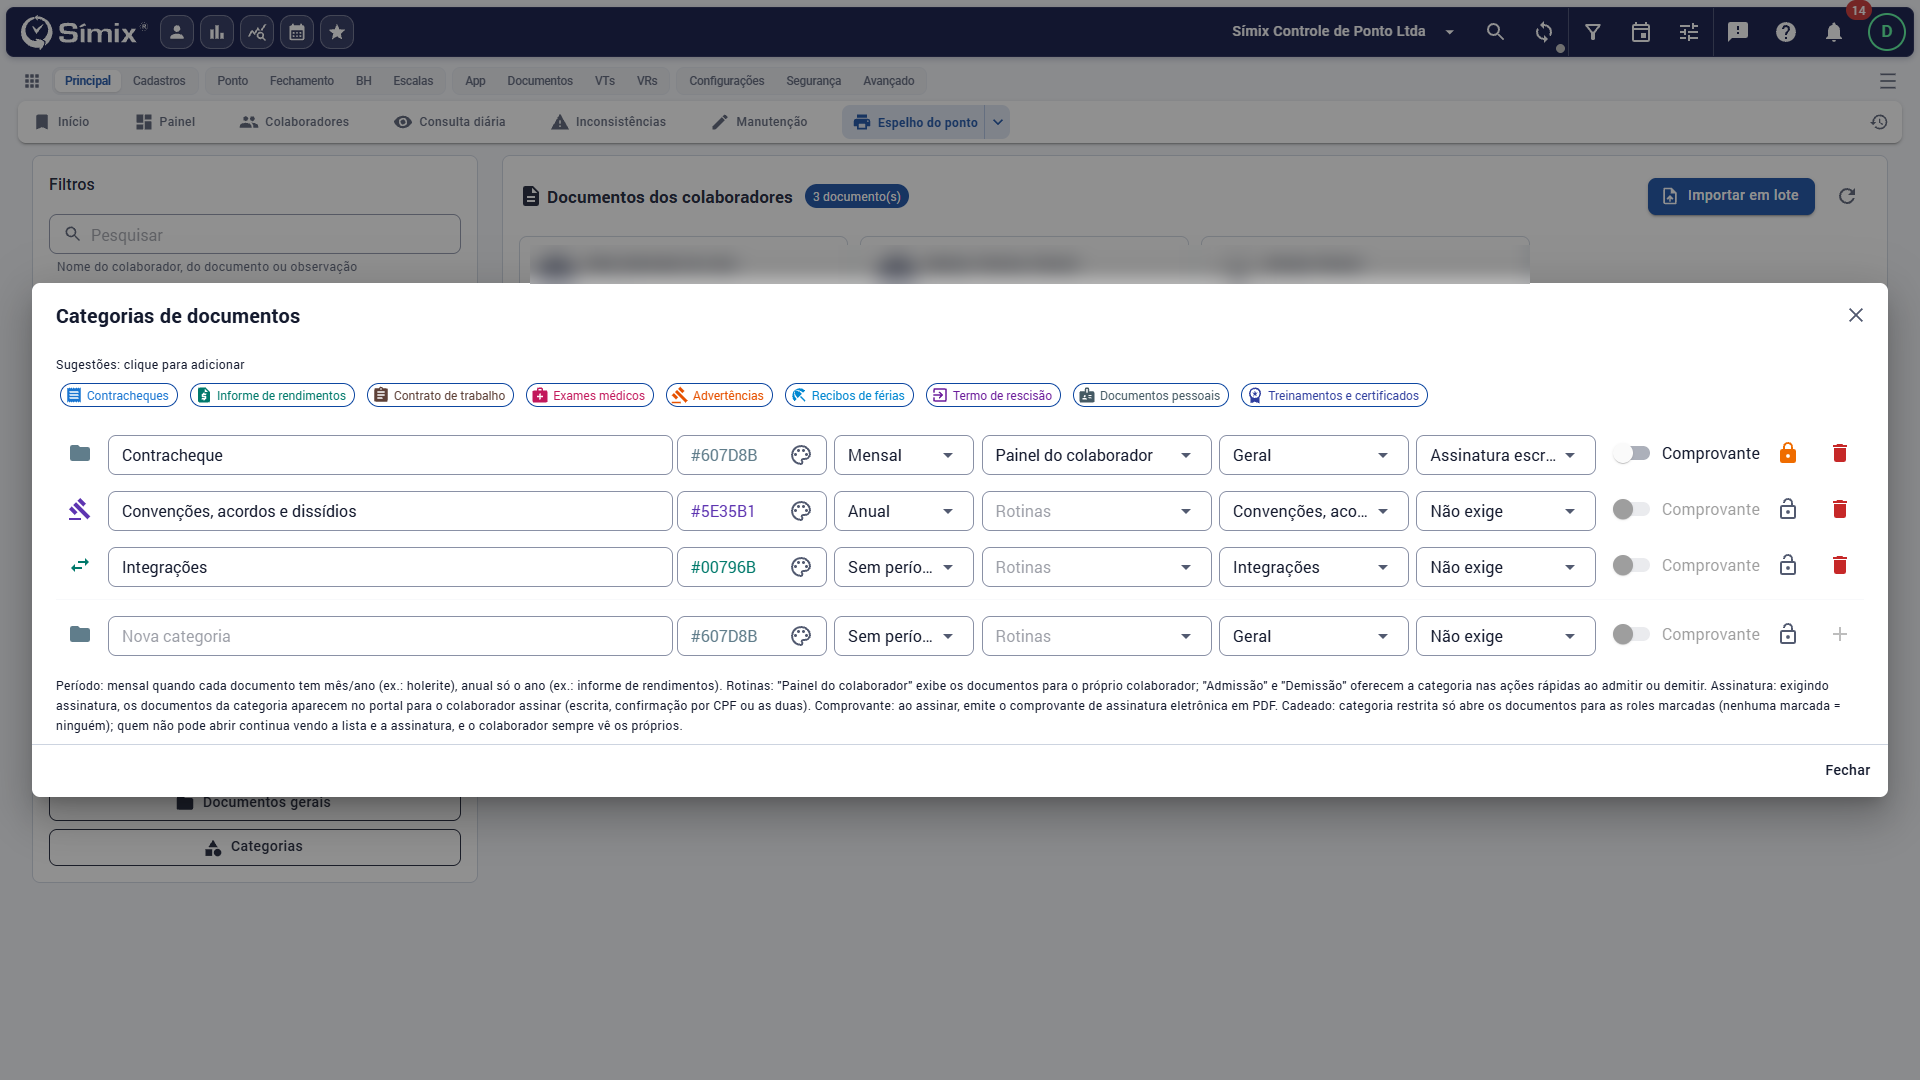 Símix
Símix Controle de Ponto Ltda
14
D
Principal
Cadastros
Ponto
Fechamento
BH
Escalas
App
Documentos
VTs
VRs
Configurações
Segurança
Avançado
Início
Painel
Colaboradores
Consulta diária
Inconsistências
Manutenção
Espelho do ponto
Filtros
Pesquisar
Nome do colaborador, do documento ou observação
Documentos dos colaboradores
3 documento(s)
Importar em lote
Categorias de documentos
Sugestões: clique para adicionar
Contracheques
Informe de rendimentos
Contrato de trabalho
Exames médicos
Advertências
Recibos de férias
Termo de rescisão
Documentos pessoais
Treinamentos e certificados
Contracheque #607D8B Mensal Painel do colaborador Geral Assinatura escr... Comprovante
Convenções, acordos e dissídios #5E35B1 Anual Rotinas Convenções, aco... Não exige Comprovante
Integrações #00796B Sem perío... Rotinas Integrações Não exige Comprovante
Nova categoria #607D8B Sem perío... Rotinas Geral Não exige Comprovante
Período: mensal quando cada documento tem mês/ano (ex.: holerite), anual só o ano (ex.: informe de rendimentos). Rotinas: "Painel do colaborador" exibe os documentos para o próprio colaborador; "Admissão" e "Demissão" oferecem a categoria nas ações rápidas ao admitir ou demitir. Assinatura: exigindo
assinatura, os documentos da categoria aparecem no portal para o colaborador assinar (escrita, confirmação por CPF ou as duas). Comprovante: ao assinar, emite o comprovante de assinatura eletrônica em PDF. Cadeado: categoria restrita só abre os documentos para as roles marcadas (nenhuma marcada =
ninguém); quem não pode abrir continua vendo a lista e a assinatura, e o colaborador sempre vê os próprios.
Fechar
Documentos gerais
Categorias